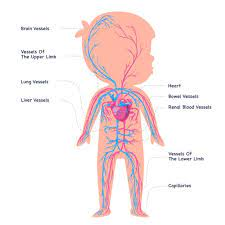 Brain Vessels
Vessels Of
The Upper Limb
Lung Vessels
Liver Vessels
Heart
Bowel Vessels
Renal Blood Vessels
Vessels Of
The Lower Limb
Capillaries